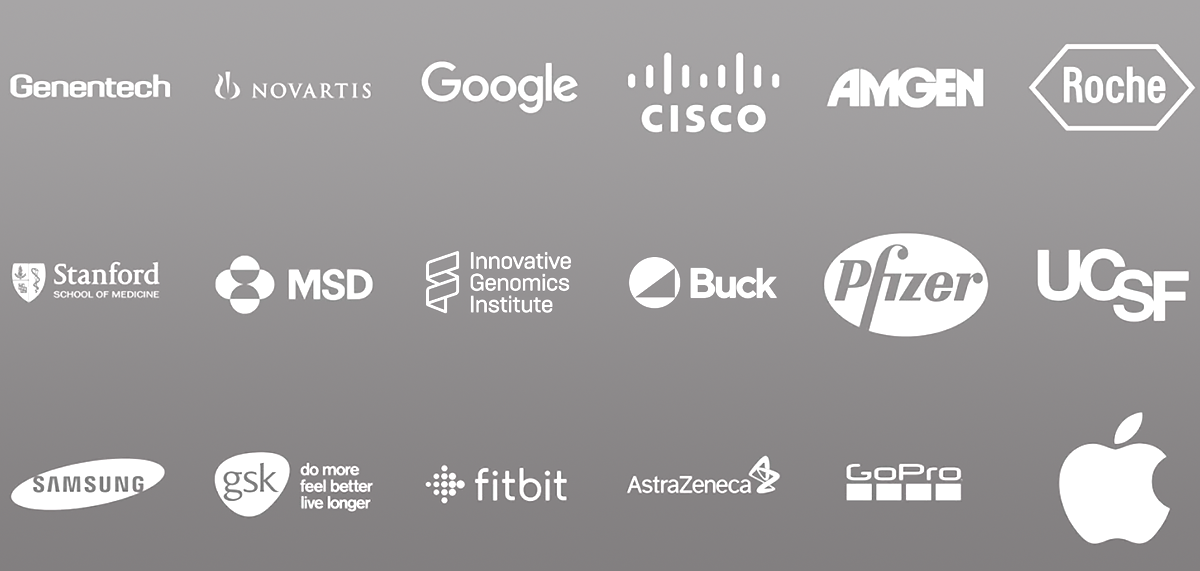 Genentech
NOVARTIS
Google
CISCO
AMGEN
Roche
Stanford
SCHOOL OF MEDICINE
MSD
Innovative
Genomics
Institute
Buck
Pfizer
UCSF
SAMSUNG
gsk
do more
feel better
live longer
fitbit
AstraZeneca
GoPro